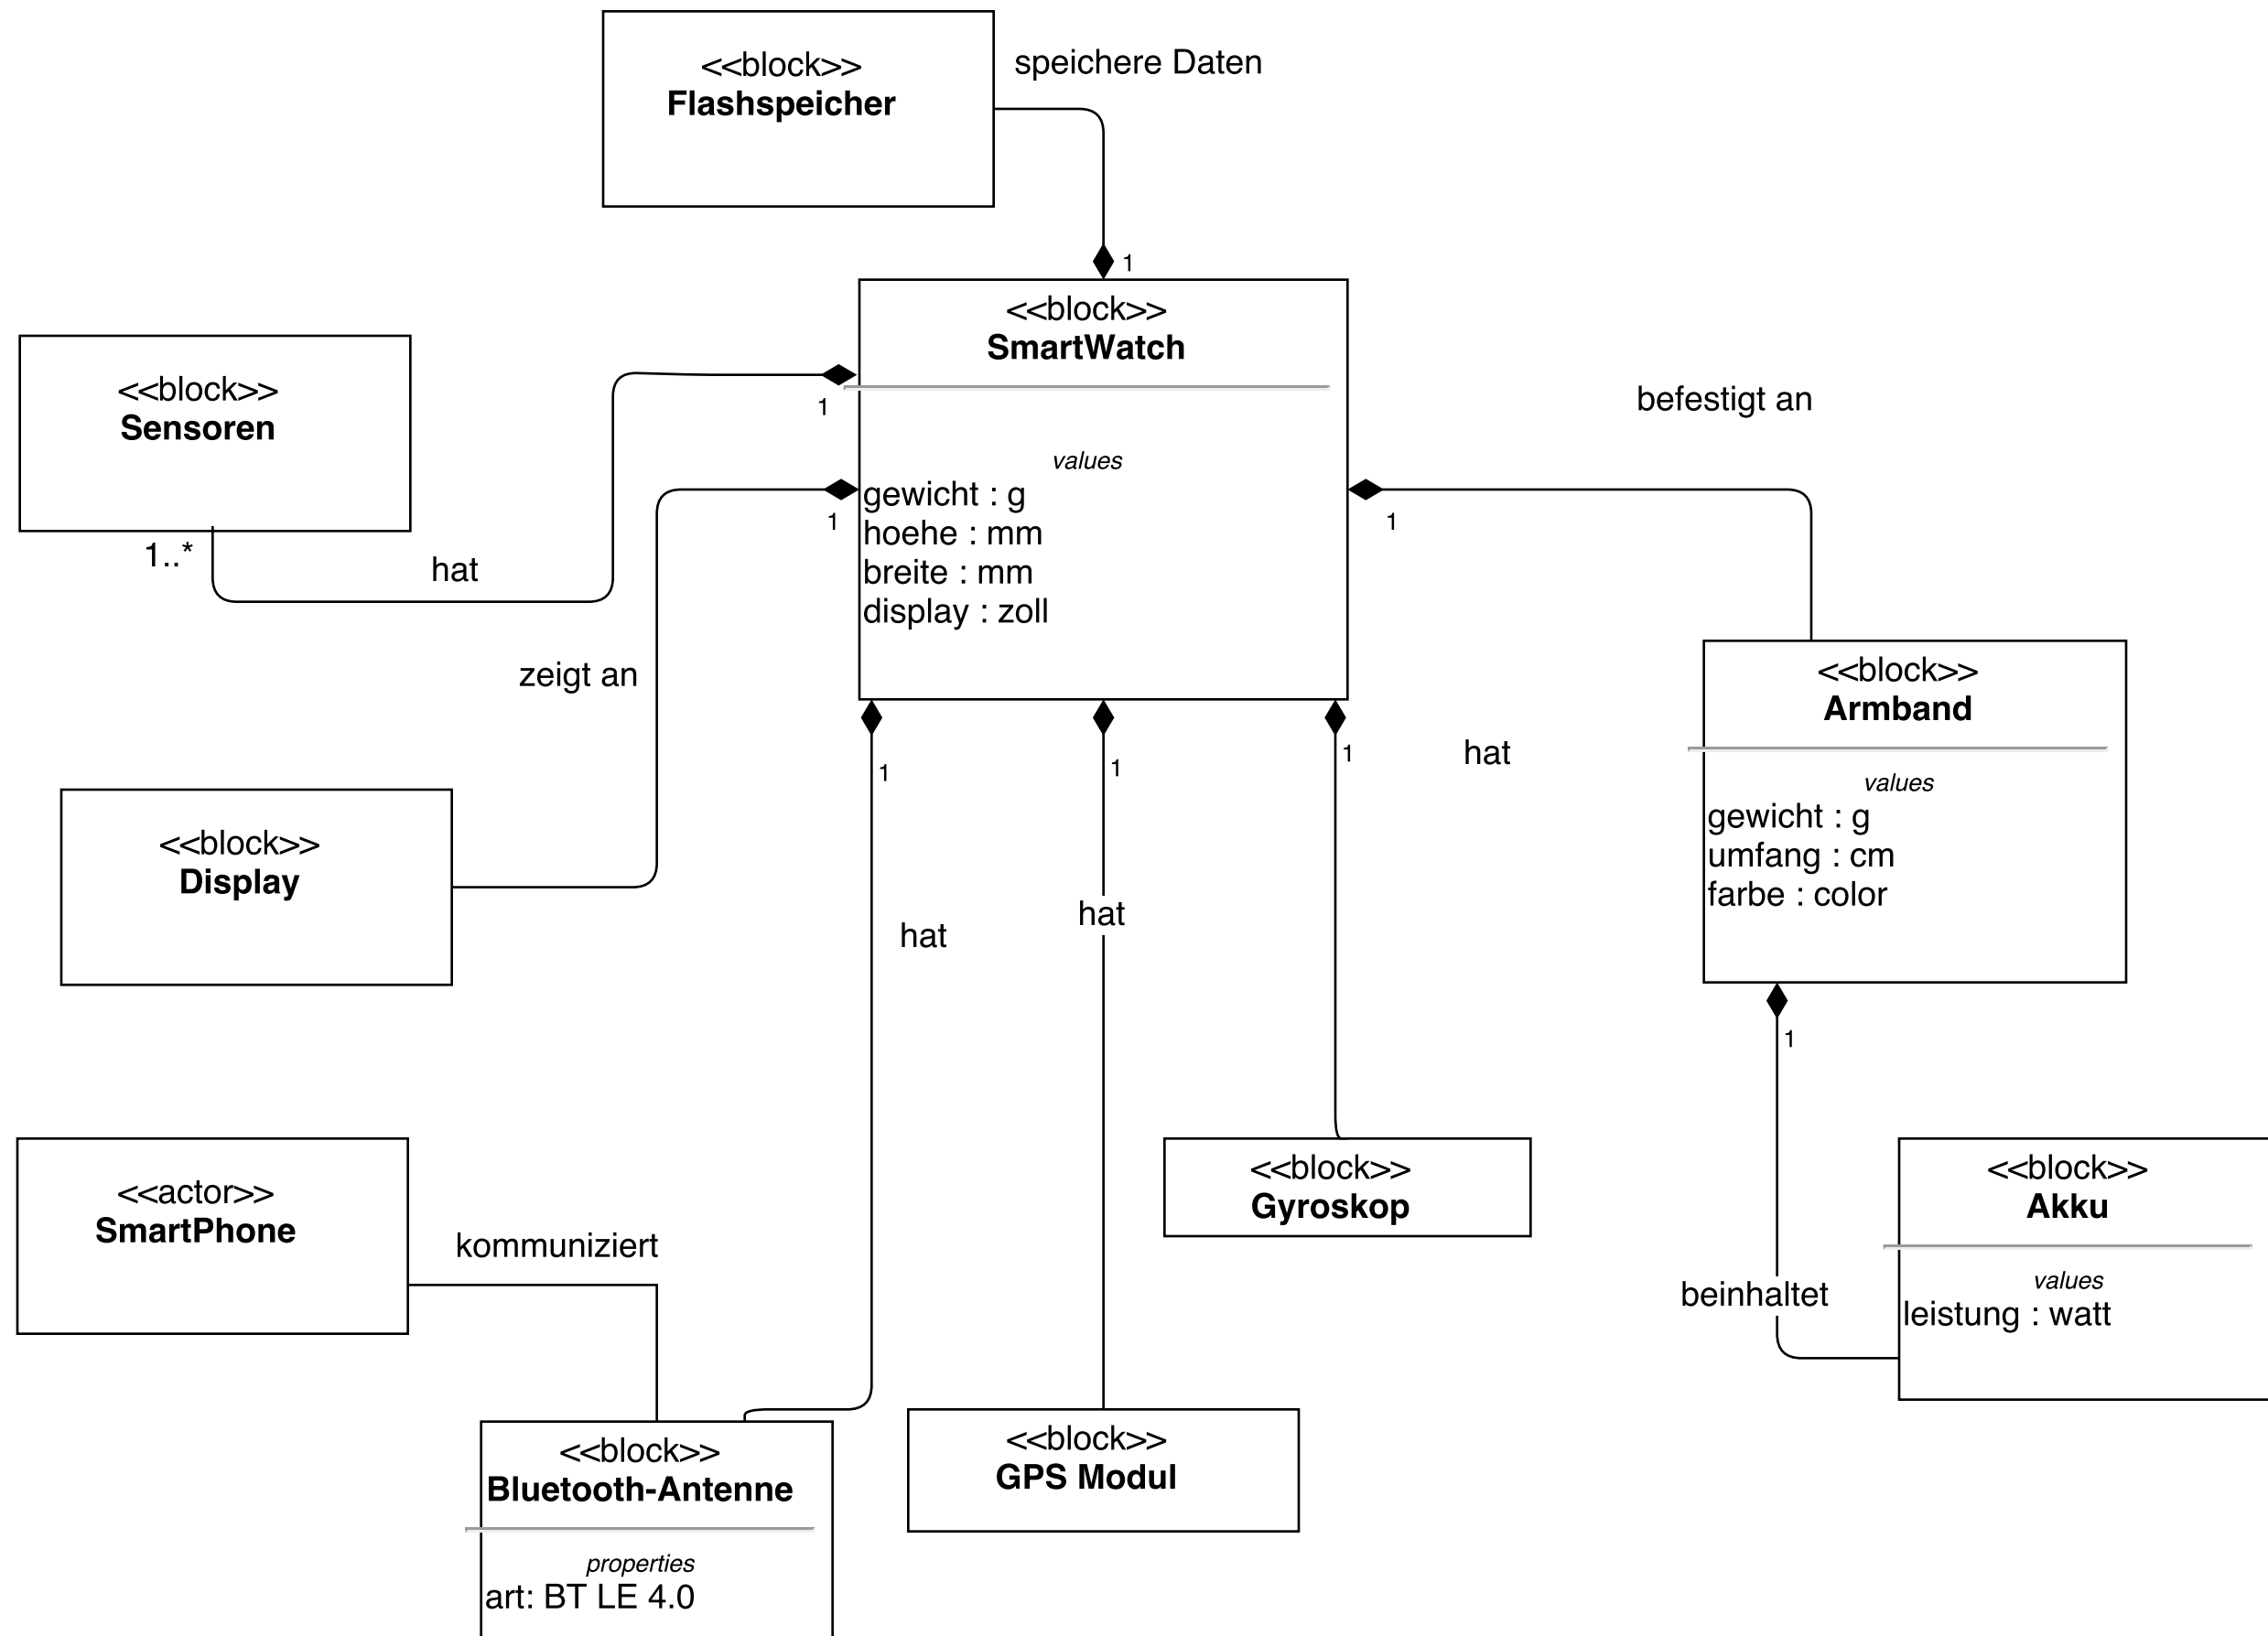 <<block>>
Flashspeicher
speichere Daten
1
<<block>>
SmartWatch
values
gewicht : g
hoehe : mm
breite : mm
display : zoll
<<block>>
Sensoren
1..*
hat
1
zeigt an
1
<<block>>
Display
befestigt an
1
<<block>>
Armband
values
gewicht : g
umfang : cm
farbe : color
1
hat
1
hat
1
hat
1
beinhaltet
<<block>>
Akku
values
leistung : watt
<<block>>
Gyroskop
<<actor>>
SmartPhone
kommuniziert
<<block>>
Bluetooth-Antenne
properties
art: BT LE 4.0
<<block>>
GPS Modul